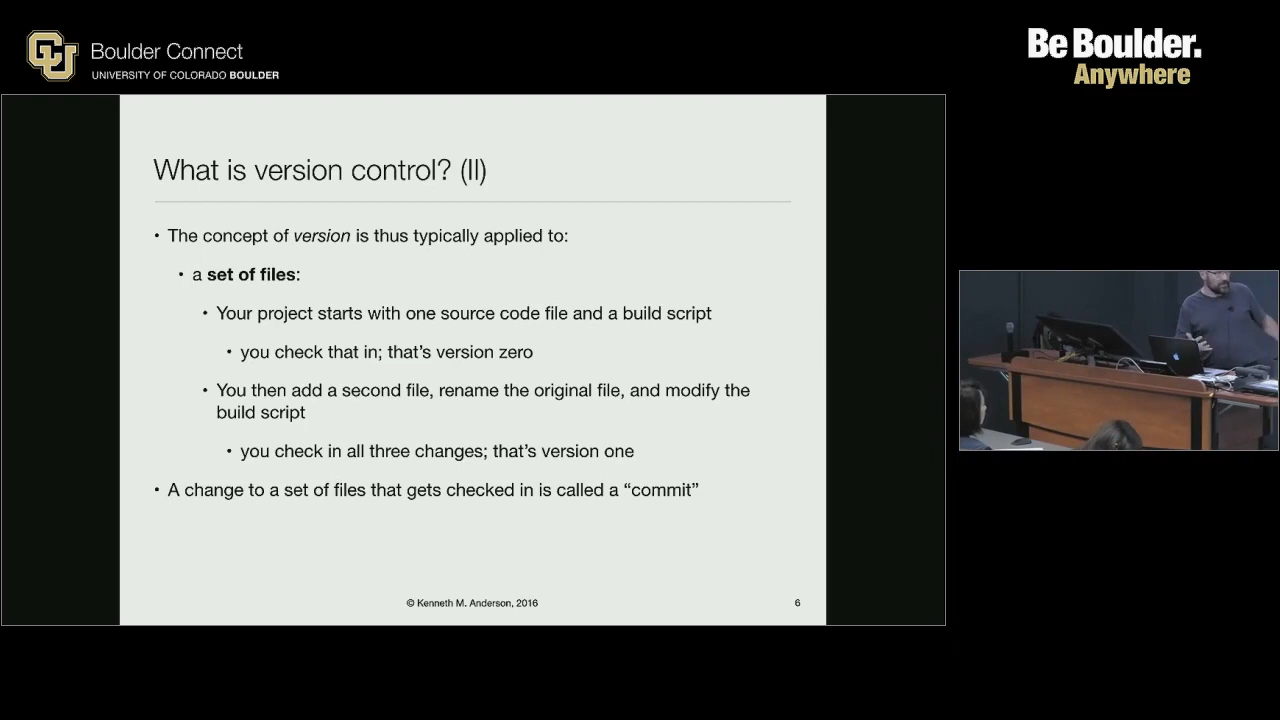 CU
Boulder Connect
UNIVERSITY OF COLORADO BOULDER
Be Boulder.
Anywhere
What is version control? (II)
• The concept of version is thus typically applied to:
• a set of files:
• Your project starts with one source code file and a build script
• you check that in; that’s version zero
• You then add a second file, rename the original file, and modify the
build script
• you check in all three changes; that’s version one
• A change to a set of files that gets checked in is called a “commit”
© Kenneth M. Anderson, 2016
6